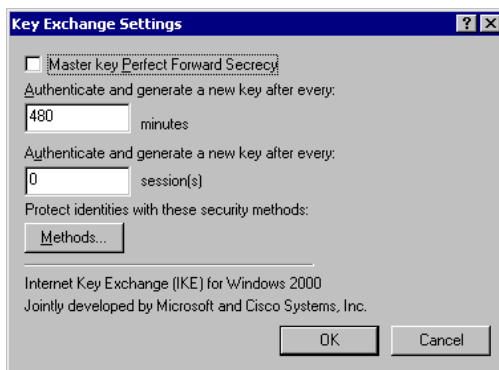 Key Exchange Settings
Master key Perfect Forward Secrecy
Authenticate and generate a new key after every:
480 minutes
Authenticate and generate a new key after every:
0 session(s)
Protect identities with these security methods:
Methods...
Internet Key Exchange (IKE) for Windows 2000
Jointly developed by Microsoft and Cisco Systems, Inc.
OK Cancel